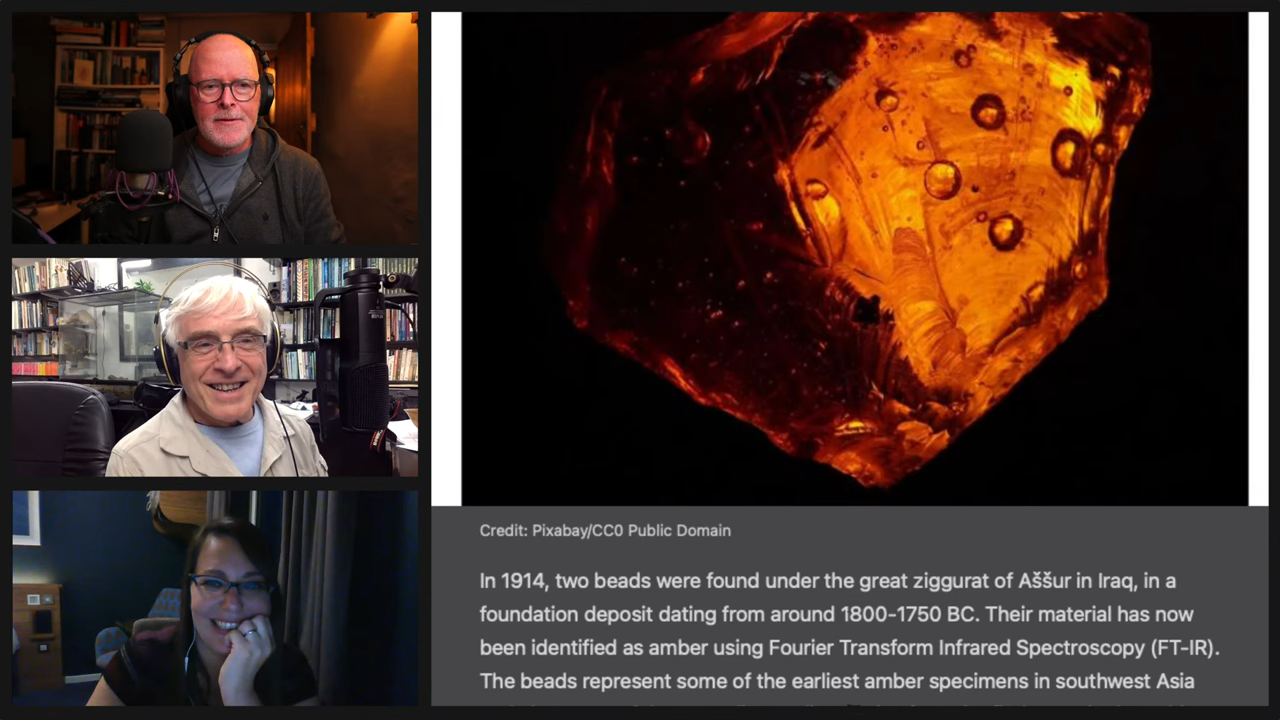 Credit: Pixabay/CC0 Public Domain
In 1914, two beads were found under the great ziggurat of Aššur in Iraq, in a
foundation deposit dating from around 1800-1750 BC. Their material has now
been identified as amber using Fourier Transform Infrared Spectroscopy (FT-IR).
The beads represent some of the earliest amber specimens in southwest Asia